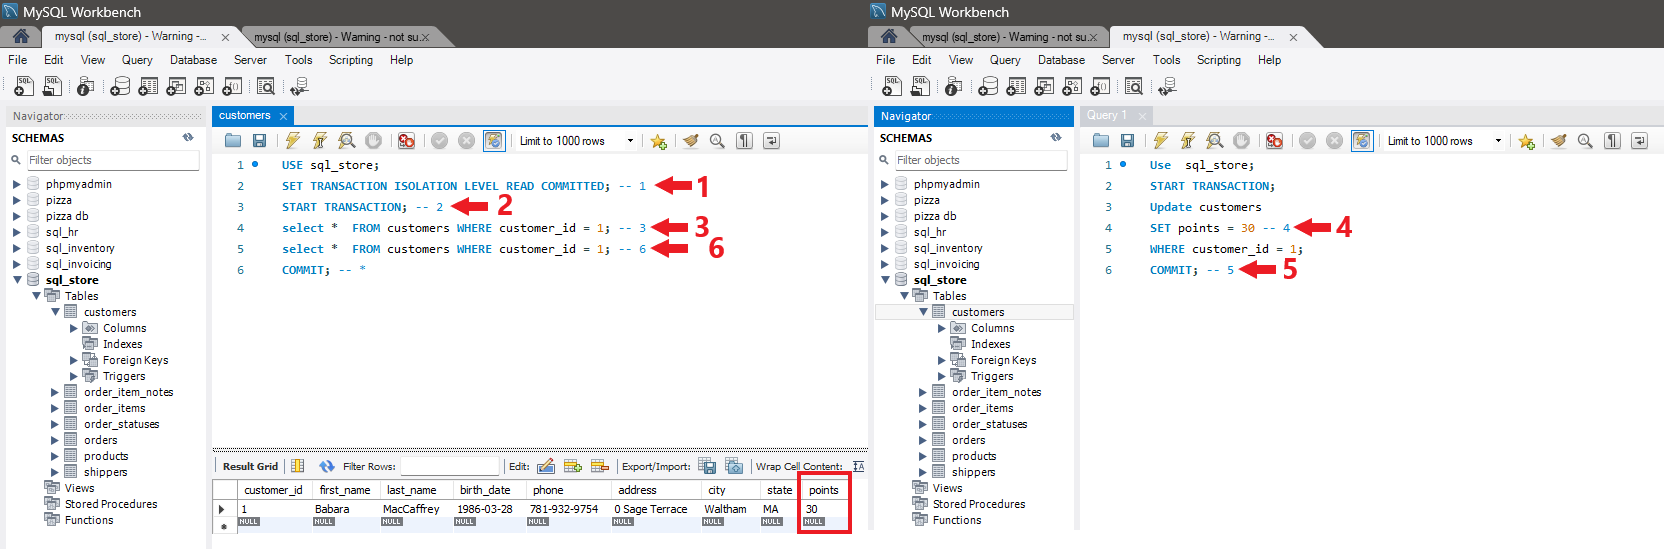 MySQL Workbench
mysql (sql_store) - Warning -...
mysql (sql_store) - Warning - not su...
File Edit View Query Database Server Tools Scripting Help
Navigator
SCHEMAS
Filter objects
phpmyadmin
pizza
pizza db
sql_hr
sql_inventory
sql_invoicing
sql_store
Tables
customers
Columns
Indexes
Foreign Keys
Triggers
order_item_notes
order_items
order_statuses
orders
products
shippers
Views
Stored Procedures
Functions
customers
Limit to 1000 rows
1 USE sql_store;
2 SET TRANSACTION ISOLATION LEVEL READ COMMITTED; -- 1 1
3 START TRANSACTION; -- 2 2
4 select * FROM customers WHERE customer_id = 1; -- 3 3
5 select * FROM customers WHERE customer_id = 1; -- 6 6
6 COMMIT; -- *
Result Grid Filter Rows: Edit: Export/Import: Wrap Cell Content: IA
customer_id first_name last_name birth_date phone address city state points
1 Babara MacCaffrey 1986-03-28 781-932-9754 0 Sage Terrace Waltham MA 30
NULL NULL NULL NULL NULL NULL NULL NULL NULL
MySQL Workbench
mysql (sql_store) - Warning - not su...
mysql (sql_store) - Warning -...
File Edit View Query Database Server Tools Scripting Help
Navigator
SCHEMAS
Filter objects
phpmyadmin
pizza
pizza db
sql_hr
sql_inventory
sql_invoicing
sql_store
Tables
customers
Columns
Indexes
Foreign Keys
Triggers
order_item_notes
order_items
order_statuses
orders
products
shippers
Views
Stored Procedures
Functions
Query 1
Limit to 1000 rows
1 Use sql_store;
2 START TRANSACTION;
3 Update customers
4 SET points = 30 -- 4 4
5 WHERE customer_id = 1;
6 COMMIT; -- 5 5